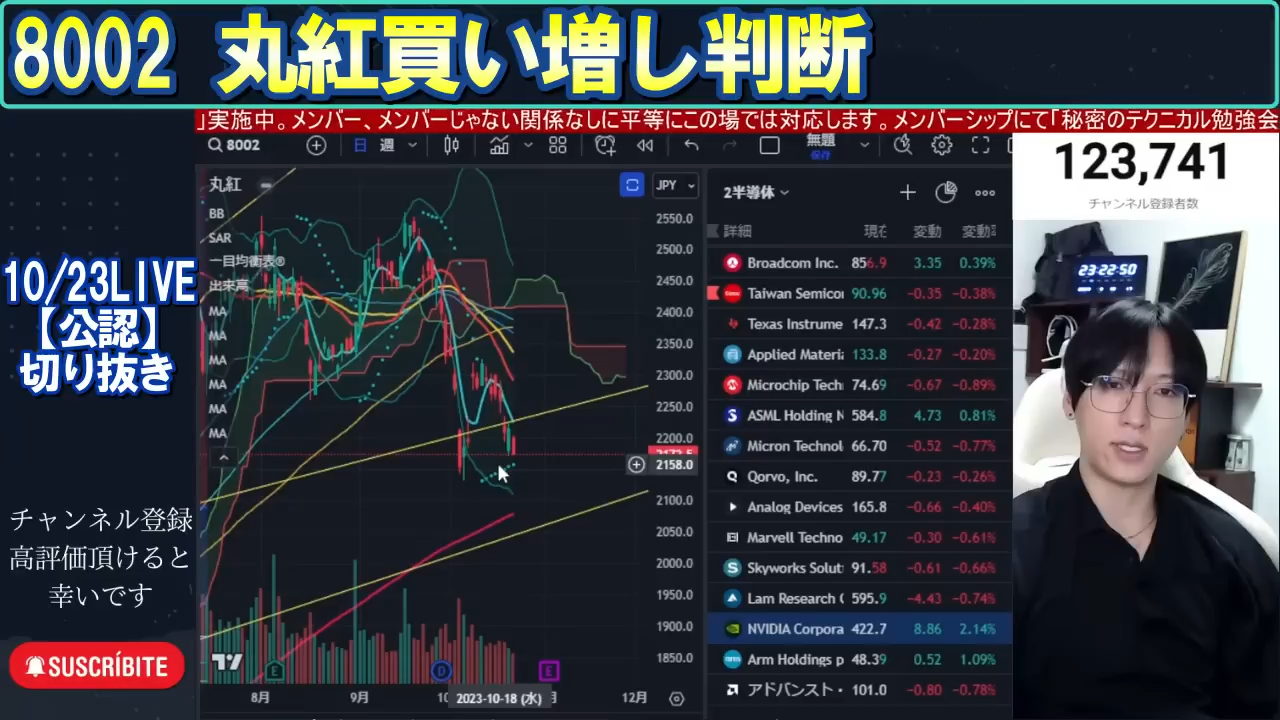 8002 丸紅買い増し判断
」実施中。メンバー、メンバーじゃない関係なしに平等にこの場では対応します。メンバーシップにて「秘密のテクニカル勉強会
8002
日 週
無題
保存
123,741
チャンネル登録者数
23:22:50
10/23LIVE
【公認】
切り抜き
チャンネル登録
高評価頂けると
幸いです
SUSCRÍBITE
丸紅
JPY
BB
SAR
一目均衡表
出来高
MA
MA
MA
MA
MA
MA
2550.0
2500.0
2450.0
2400.0
2350.0
2300.0
2250.0
2200.0
2158.0
2100.0
2050.0
2000.0
1950.0
1900.0
1850.0
E
D
E
8月
9月
2023-10-18 (水)
12月
2半導体
詳細 現在 変動 変動
Broadcom Inc. 856.9 3.35 0.39%
Taiwan Semicor 90.96 −0.35 −0.38%
Texas Instrume 147.3 −0.42 −0.28%
Applied Materia 133.8 −0.27 −0.20%
Microchip Tech 74.69 −0.67 −0.89%
ASML Holding N 584.8 4.73 0.81%
Micron Technol 66.70 −0.52 −0.77%
Qorvo, Inc. 89.77 −0.23 −0.26%
Analog Devices 165.8 −0.66 −0.40%
Marvell Techno 49.17 −0.30 −0.61%
Skyworks Solut 91.58 −0.61 −0.66%
Lam Research C 595.9 −4.43 −0.74%
NVIDIA Corpora 422.7 8.86 2.14%
Arm Holdings p 48.39 0.52 1.09%
アドバンスト・ 101.0 −0.80 −0.78%